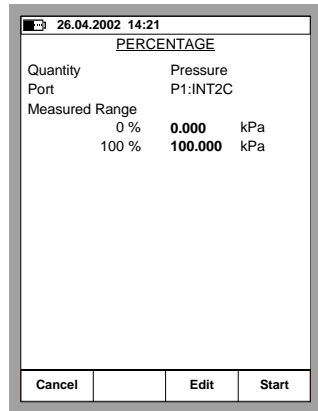 26.04.2002 14:21
PERCENTAGE
Quantity Pressure
Port P1:INT2C
Measured Range
0 % 0.000 kPa
100 % 100.000 kPa
Cancel Edit Start